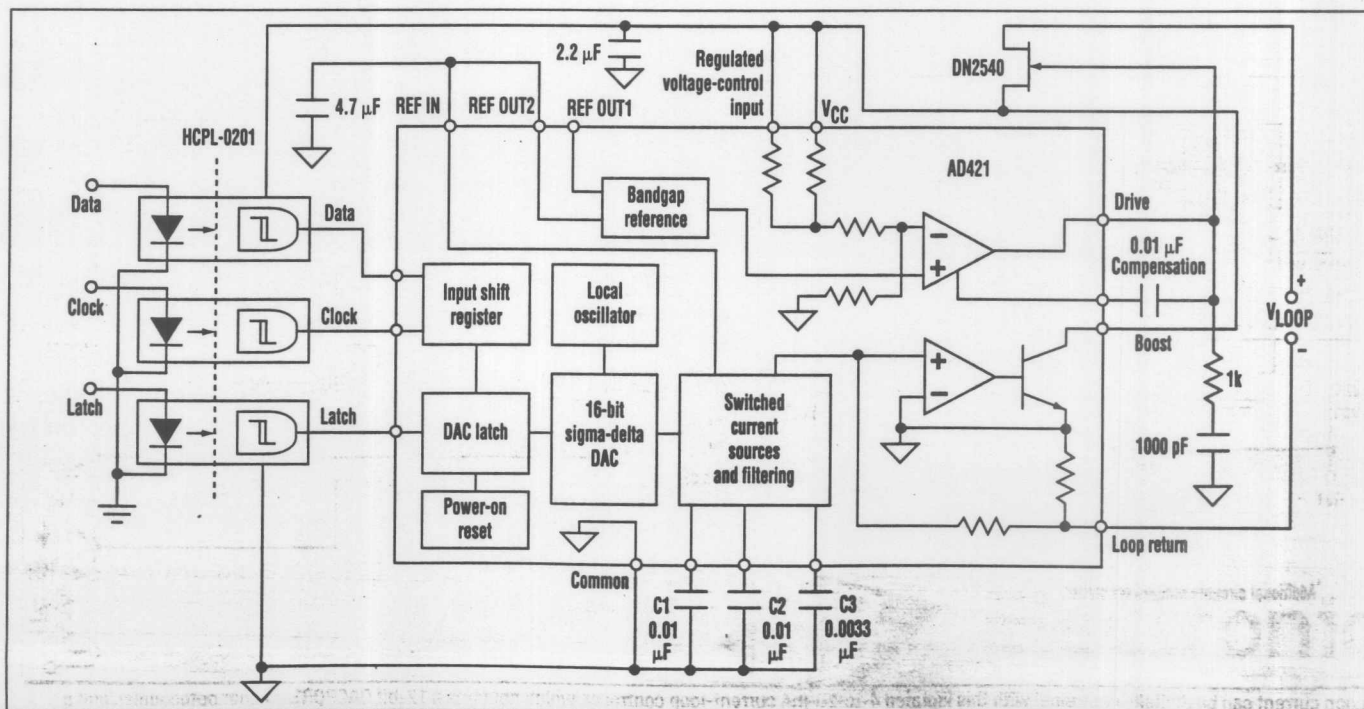 2.2 µF
Regulated
voltage-control
input
DN2540
4.7 µF
REF IN
REF OUT2
REF OUT1
VCC
HCPL-0201
AD421
Data
Data
Bandgap
reference
Drive
0.01 µF
Compensation
+
VLOOP
-
Clock
Clock
Input shift
register
Local
oscillator
-
+
Boost
1k
Latch
Latch
DAC latch
16-bit
sigma-delta
DAC
Switched
current
sources
and filtering
+
-
1000 pF
Power-on
reset
Loop return
Common
C1
0.01
µF
C2
0.01
µF
C3
0.0033
µF